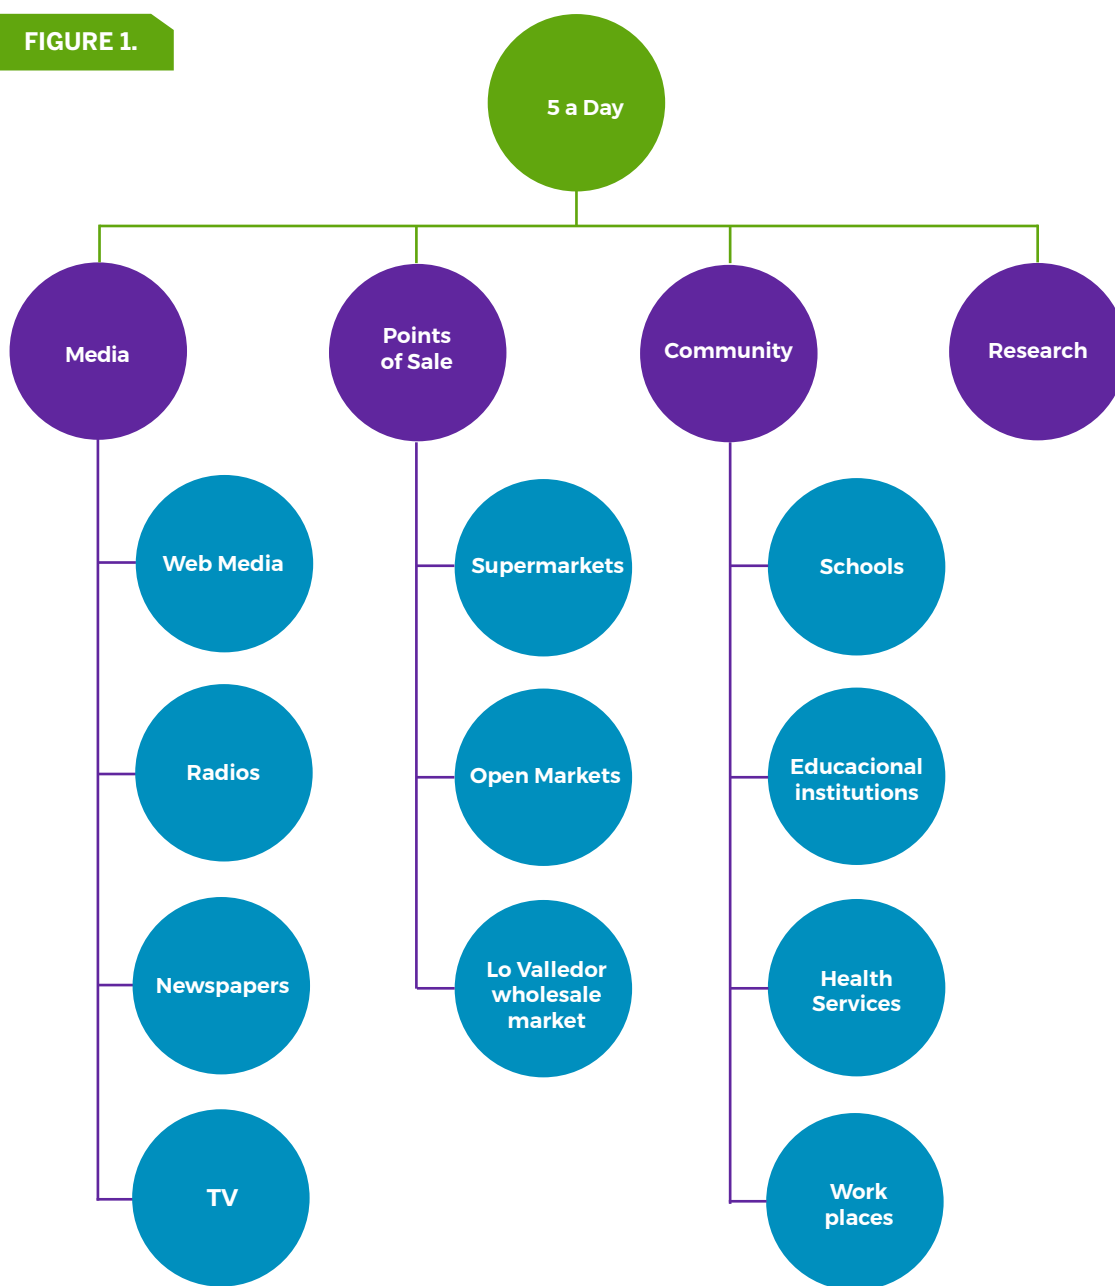 FIGURE 1.
5 a Day
Media
Points
of Sale
Community
Research
Web Media
Supermarkets
Schools
Radios
Open Markets
Educacional
institutions
Newspapers
Lo Valledor
wholesale
market
Health
Services
TV
Work
places